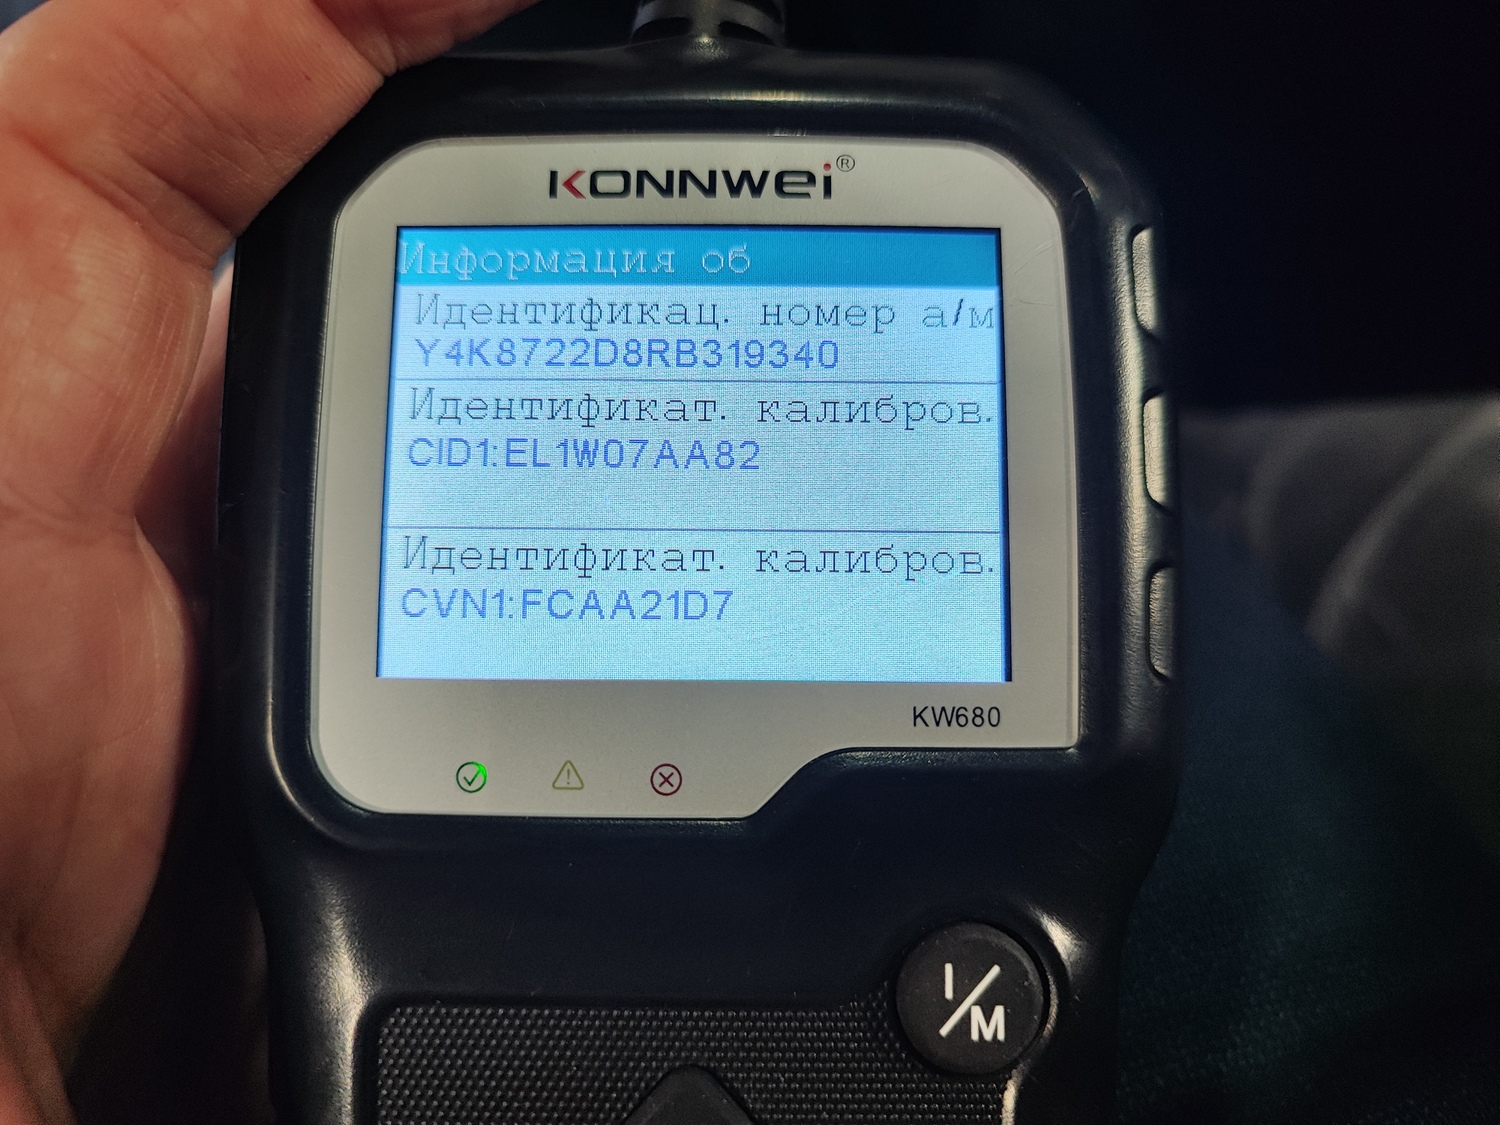 KONNWEI®
Информация об
Идентификац. номер а/м
Y4K8722D8RB319340
Идентификат. калибров.
CID1:EL1W07AA82
Идентификат. калибров.
CVN1:FCAA21D7
KW680
I/M